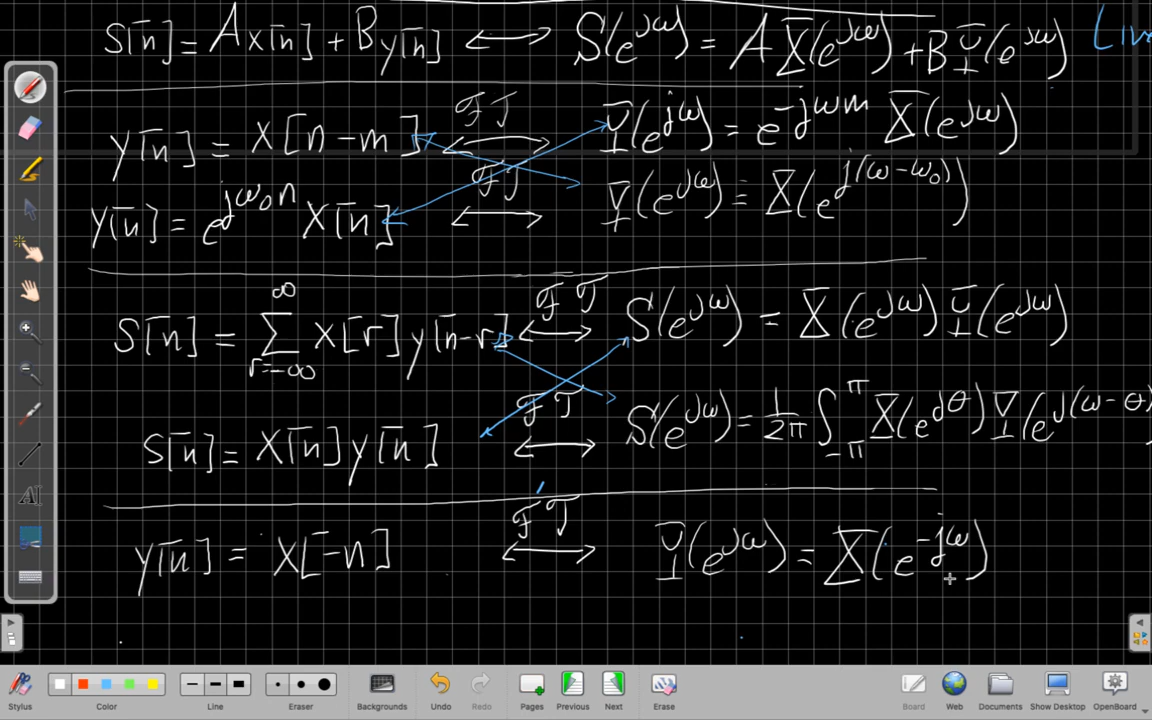 S[n] = A x[n] + B y[n] ⟷ S(e^{jω}) = A X(e^{jω}) + B Y(e^{jω})
y[n] = x[n-m] ⟷ FT Y(e^{jω}) = e^{-jωm} X(e^{jω})
y[n] = e^{jω₀n} x[n] ⟷ FT Y(e^{jω}) = X(e^{j(ω-ω₀)})
S[n] = ∑_{r=-∞}^{∞} x[r] y[n-r] ⟷ FT S(e^{jω}) = X(e^{jω}) Y(e^{jω})
S[n] = x[n] y[n] ⟷ FT S(e^{jω}) = 1/2π ∫_{-π}^{π} X(e^{jθ}) Y(e^{j(ω-θ)
y[n] = x[-n] ⟷ FT Y(e^{jω}) = X(e^{-jω})
Stylus Color Line Eraser Backgrounds Undo Redo Pages Previous Next Erase Board Web Documents Show Desktop OpenBoard